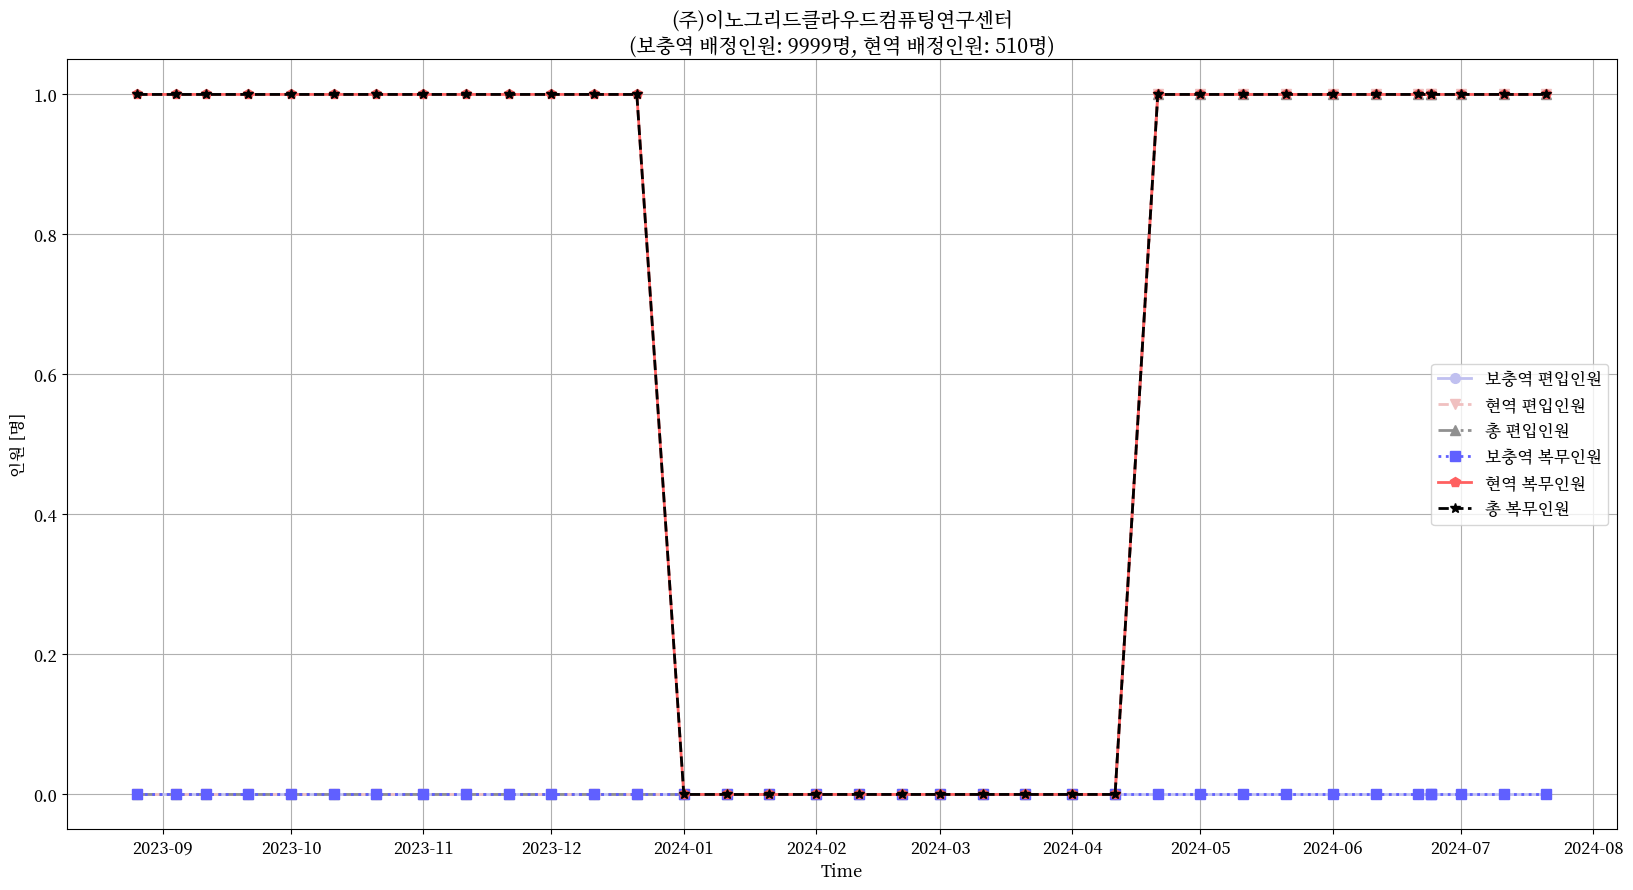 (주)이노그리드클라우드컴퓨팅연구센터
(보충역 배정인원: 9999명, 현역 배정인원: 510명)
1.0
0.8
0.6
0.4
0.2
0.0
인원 [명]
보충역 편입인원
현역 편입인원
총 편입인원
보충역 복무인원
현역 복무인원
총 복무인원
2023-09 2023-10 2023-11 2023-12 2024-01 2024-02 2024-03 2024-04 2024-05 2024-06 2024-07 2024-08
Time